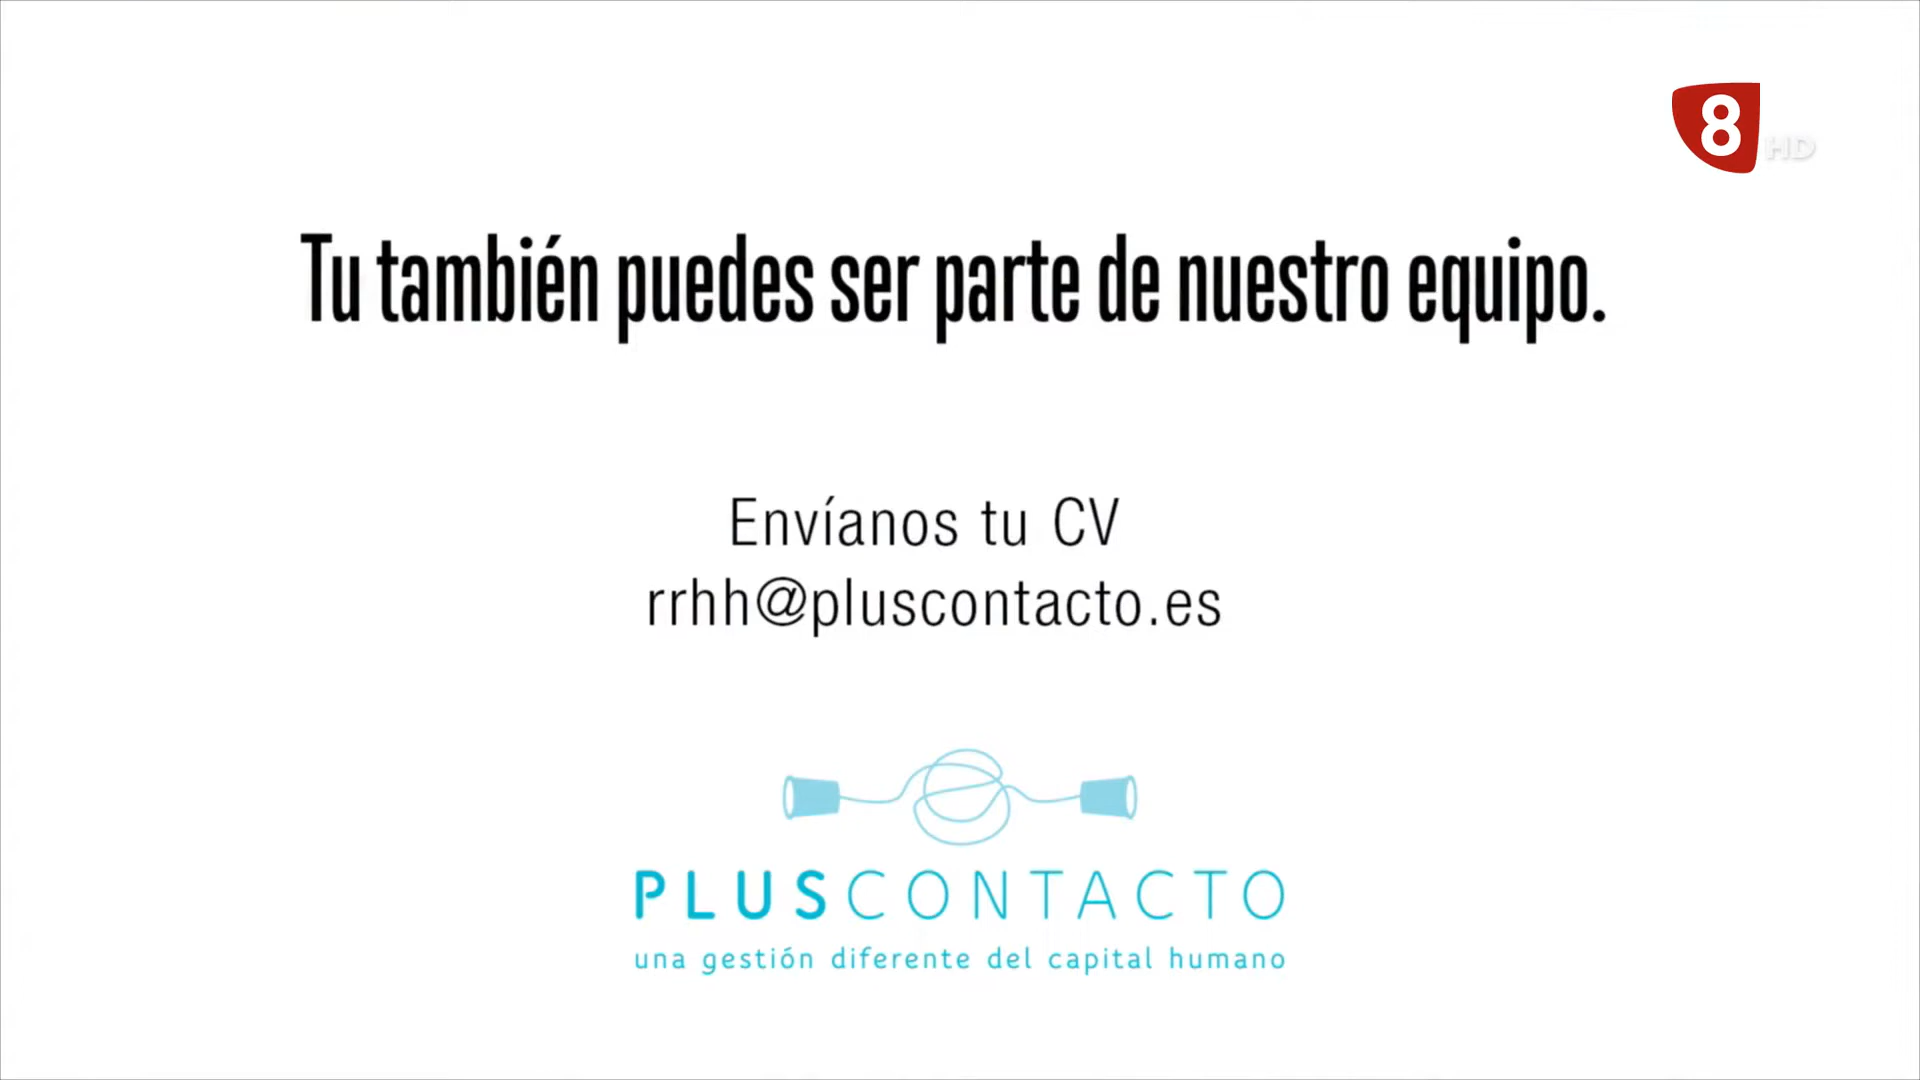 8 HD
Tu también puedes ser parte de nuestro equipo.
Envíanos tu CV
rrhh@pluscontacto.es
PLUSCONTACTO
una gestión diferente del capital humano